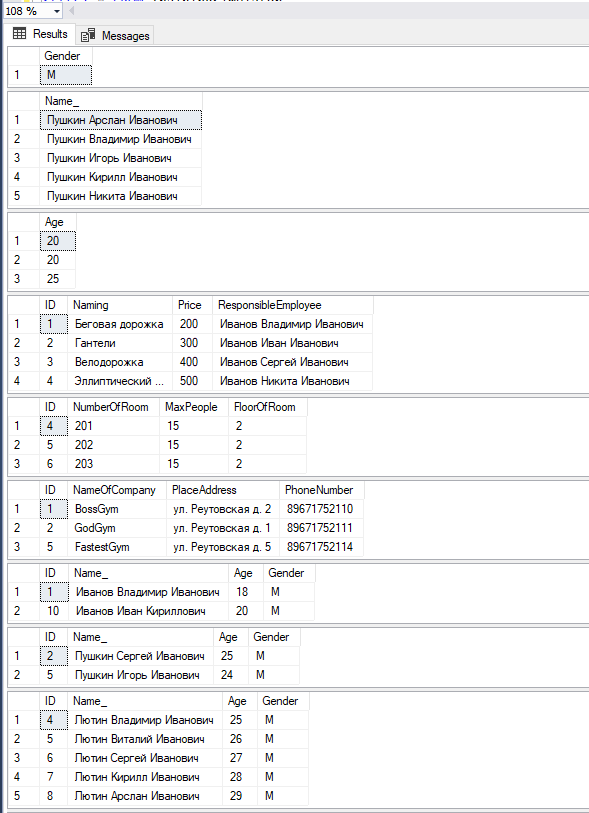 108 %
Results Messages
Gender
1 M
Name_
1 Пушкин Арслан Иванович
2 Пушкин Владимир Иванович
3 Пушкин Игорь Иванович
4 Пушкин Кирилл Иванович
5 Пушкин Никита Иванович
Age
1 20
2 20
3 25
ID Naming Price ResponsibleEmployee
1 1 Беговая дорожка 200 Иванов Владимир Иванович
2 2 Гантели 300 Иванов Иван Иванович
3 3 Велодорожка 400 Иванов Сергей Иванович
4 4 Эллиптический ... 500 Иванов Никита Иванович
ID NumberOfRoom MaxPeople FloorOfRoom
1 4 201 15 2
2 5 202 15 2
3 6 203 15 2
ID NameOfCompany PlaceAddress PhoneNumber
1 1 BossGym ул. Реутовская д. 2 89671752110
2 2 GodGym ул. Реутовская д. 1 89671752111
3 5 FastestGym ул. Реутовская д. 5 89671752114
ID Name_ Age Gender
1 1 Иванов Владимир Иванович 18 М
2 10 Иванов Иван Кириллович 20 М
ID Name_ Age Gender
1 2 Пушкин Сергей Иванович 25 М
2 5 Пушкин Игорь Иванович 24 М
ID Name_ Age Gender
1 4 Лютин Владимир Иванович 25 М
2 5 Лютин Виталий Иванович 26 М
3 6 Лютин Сергей Иванович 27 М
4 7 Лютин Кирилл Иванович 28 М
5 8 Лютин Арслан Иванович 29 М